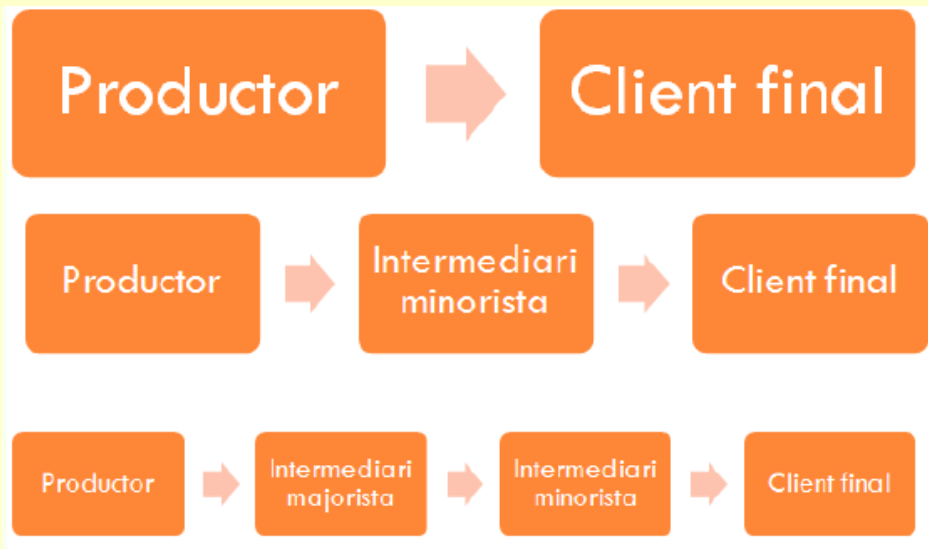 Productor
Client final
Productor
Intermediari
minorista
Client final
Productor
Intermediari
majorista
Intermediari
minorista
Client final